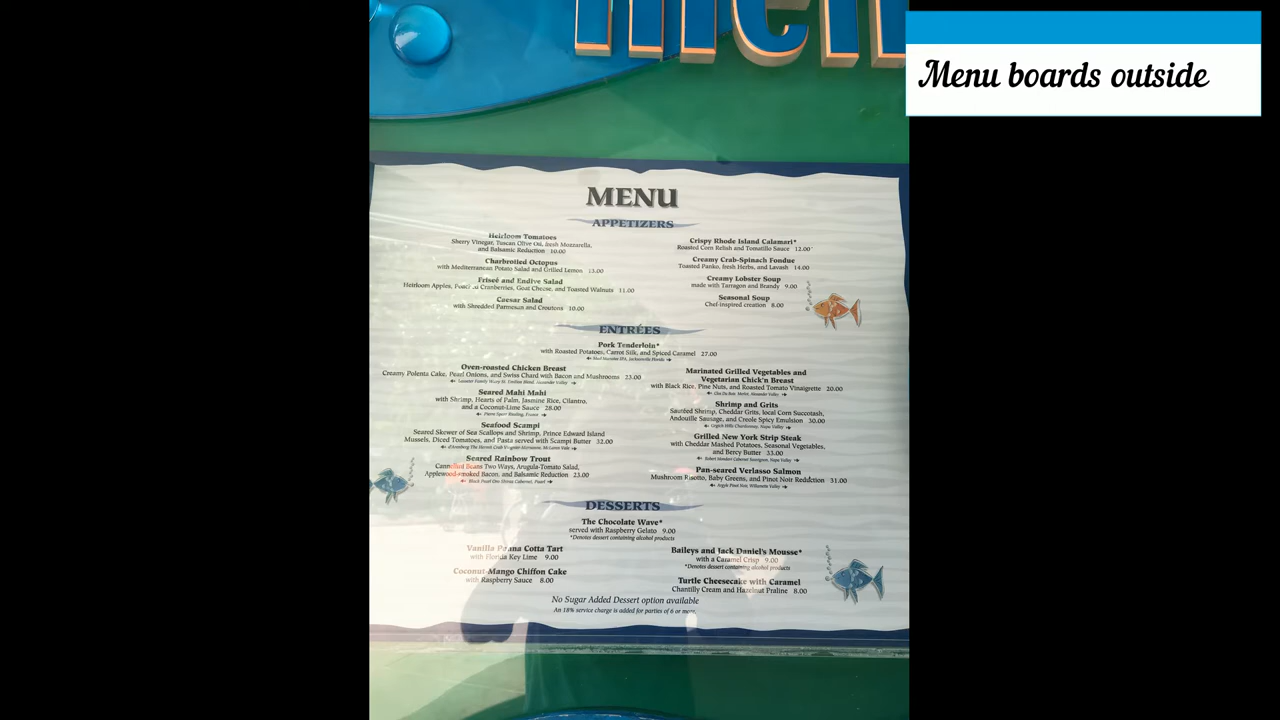 Menu boards outside
MENU
APPETIZERS
Heirloom Tomatoes
Sherry Vinegar, Tuscan Olive Oil, fresh Mozzarella,
and Balsamic Reduction 10.00
Charbroiled Octopus
with Mediterranean Potato Salad and Grilled Lemon 13.00
Friseé and Endive Salad
Heirloom Apples, Cranberries, Goat Cheese, and Toasted Walnuts 11.00
Caesar Salad
with Shredded Parmesan and Croutons 10.00
Crispy Rhode Island Calamari*
Roasted Corn Relish and Tomatillo Sauce 12.00
Creamy Crab-Spinach Fondue
Toasted Panko, fresh Herbs, and Lavash 14.00
Creamy Lobster Soup
made with Tarragon and Brandy 9.00
Seasonal Soup
Chef-inspired creation 8.00
ENTRÉES
Pork Tenderloin*
with Roasted Potatoes, Carrot Silk, and Spiced Caramel 27.00
Oven-roasted Chicken Breast
Creamy Polenta Cake, Pearl Onions, and Swiss Chard with Bacon and Mushrooms 23.00
Seared Mahi Mahi
with Shrimp, Hearts of Palm, Jasmine Rice, Cilantro,
and a Coconut-Lime Sauce 28.00
Seafood Scampi
Seared Skewer of Sea Scallops and Shrimp, Prince Edward Island
Mussels, Diced Tomatoes, and Pasta served with Scampi Butter 32.00
Seared Rainbow Trout
Cannellini Beans Two Ways, Arugula-Tomato Salad,
Applewood-smoked Bacon, and Balsamic Reduction 23.00
Marinated Grilled Vegetables and
Vegetarian Chick'n Breast
with Black Rice, Pine Nuts, and Roasted Tomato Vinaigrette 20.00
Shrimp and Grits
Sautéed Shrimp, Cheddar Grits, local Corn Succotash,
Andouille Sausage, and Creole Spicy Emulsion 30.00
Grilled New York Strip Steak
with Cheddar Mashed Potatoes, Seasonal Vegetables,
and Bercy Butter 33.00
Pan-seared Verlasso Salmon
Mushroom Risotto, Baby Greens, and Pinot Noir Reduction 31.00
Argyle Pinot Noir, Willamette Valley
DESSERTS
The Chocolate Wave*
served with Raspberry Gelato 9.00
*Denotes dessert containing alcohol products
Vanilla Panna Cotta Tart
with Florida Key Lime 9.00
Coconut-Mango Chiffon Cake
with Raspberry Sauce 8.00
Baileys and Jack Daniel's Mousse*
with a Caramel Crisp 9.00
*Denotes dessert containing alcohol products
Turtle Cheesecake with Caramel
Chantilly Cream and Hazelnut Praline 8.00
No Sugar Added Dessert option available
An 18% service charge is added for parties of 6 or more.